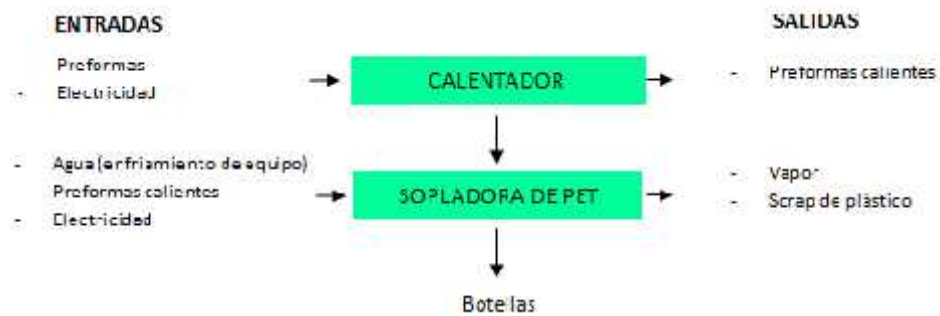 ENTRADAS
SALIDAS
Preformas
- Electricidad
CALENTADOR
- Preformas calientes
- Agua (enfriamiento de equipo)
Preformas calientes
- Electricidad
SOPLADORA DE PET
- Vapor
- Scrap de plástico
Botellas